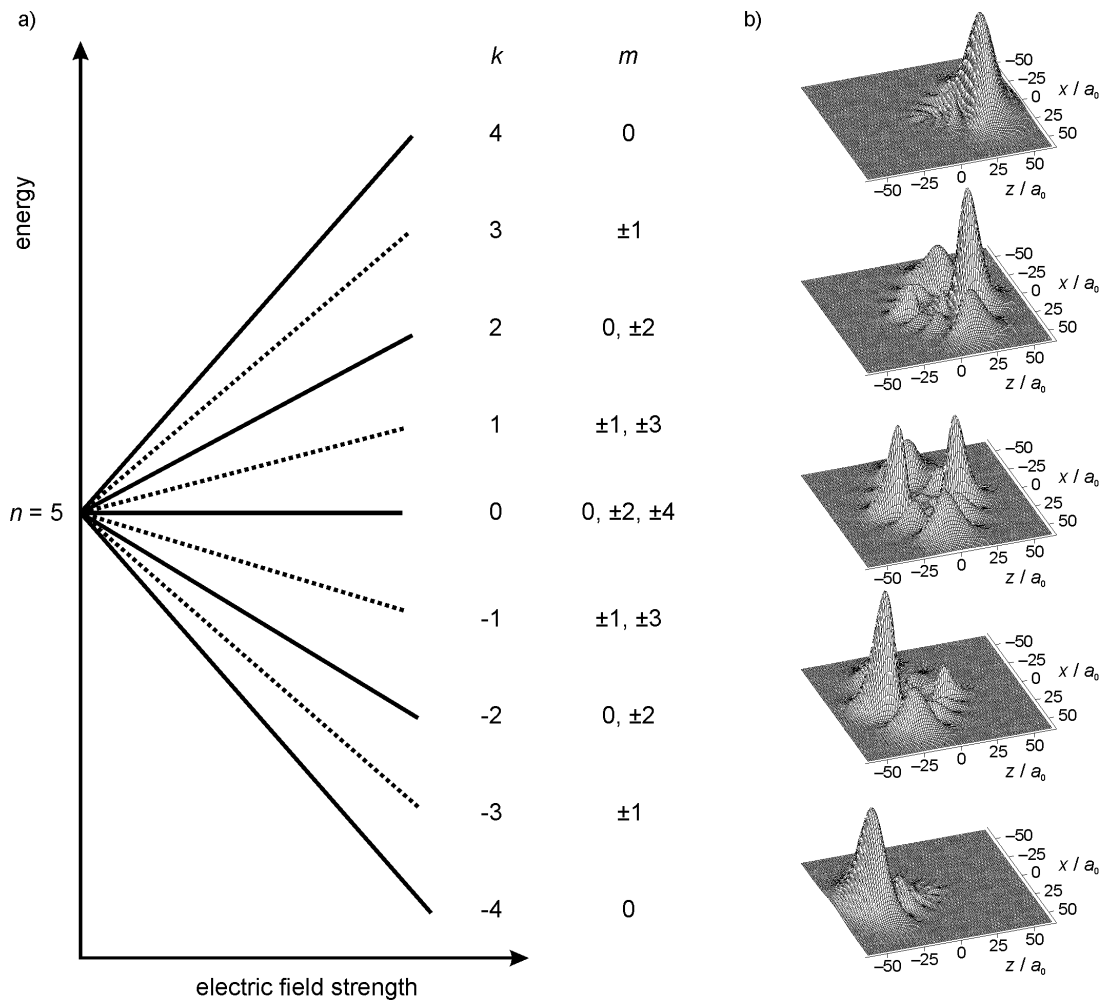 a)
b)
k m
4 0
3 ±1
2 0, ±2
1 ±1, ±3
n = 5 0 0, ±2, ±4
-1 ±1, ±3
-2 0, ±2
-3 ±1
-4 0
energy
electric field strength
–50
–25
0
25
50
x / a₀
–50 –25 0 25 50
z / a₀
–50
–25
0
25
50
x / a₀
–50 –25 0 25 50
z / a₀
–50
–25
0
25
50
x / a₀
–50 –25 0 25 50
z / a₀
–50
–25
0
25
50
x / a₀
–50 –25 0 25 50
z / a₀
–50
–25
0
25
50
x / a₀
–50 –25 0 25 50
z / a₀